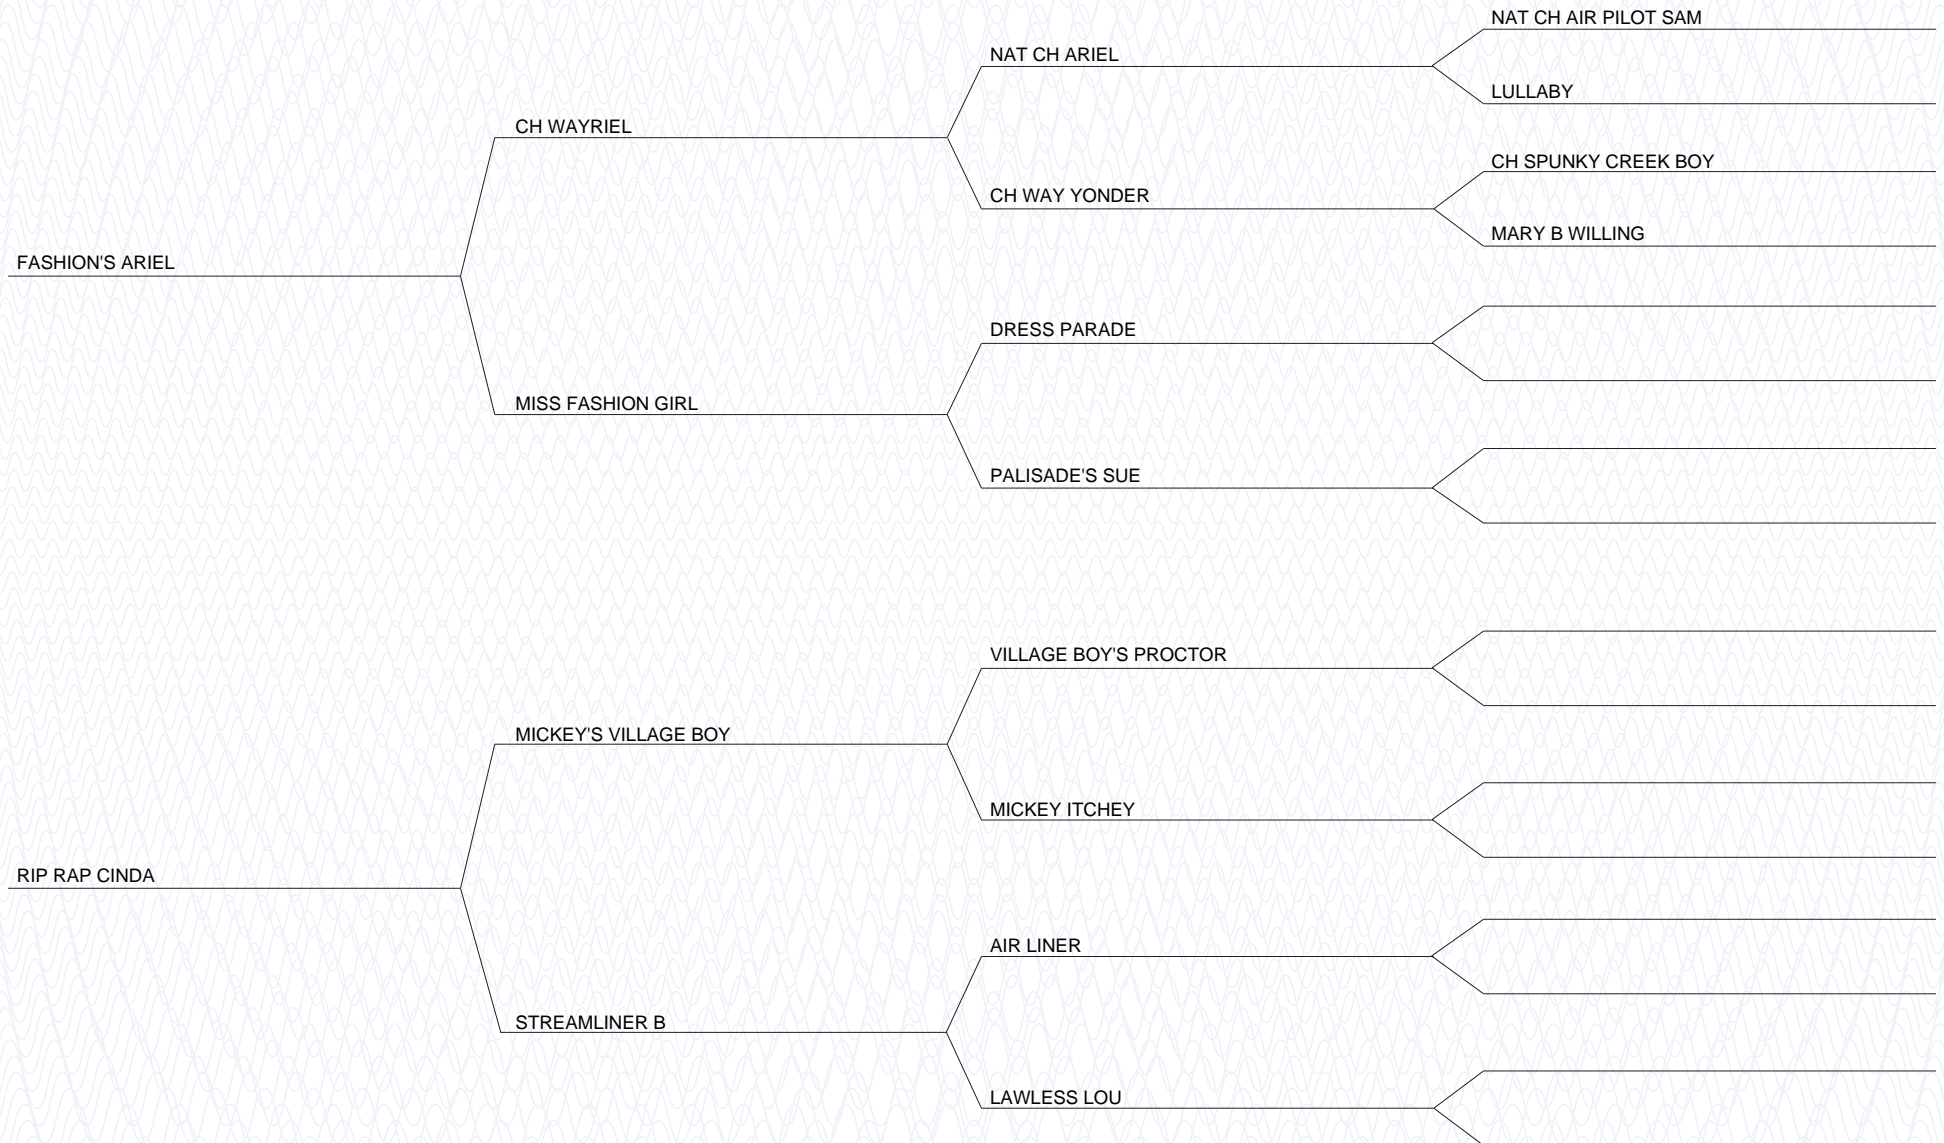 NAT CH AIR PILOT SAM
NAT CH ARIEL
LULLABY
CH WAYRIEL
CH SPUNKY CREEK BOY
CH WAY YONDER
MARY B WILLING
FASHION'S ARIEL
DRESS PARADE
MISS FASHION GIRL
PALISADE'S SUE
VILLAGE BOY'S PROCTOR
MICKEY'S VILLAGE BOY
MICKEY ITCHEY
RIP RAP CINDA
AIR LINER
STREAMLINER B
LAWLESS LOU